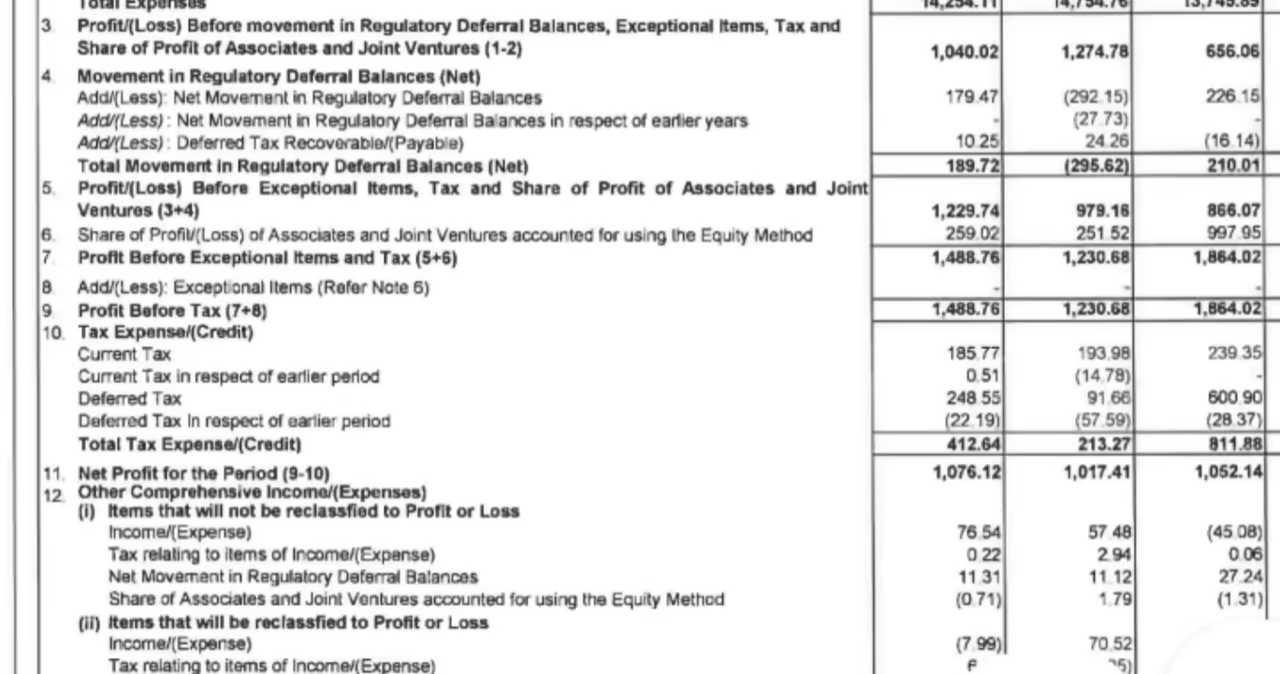 Total Expenses 14,254.11 14,754.76 13,749.89
3. Profit/(Loss) Before movement in Regulatory Deferral Balances, Exceptional Items, Tax and
Share of Profit of Associates and Joint Ventures (1-2) 1,040.02 1,274.78 656.06
4. Movement in Regulatory Deferral Balances (Net)
Add/(Less): Net Movement in Regulatory Deferral Balances 179.47 (292.15) 226.15
Add/(Less) : Net Movement in Regulatory Deferral Balances in respect of earlier years - (27.73) -
Add/(Less) : Deferred Tax Recoverable/(Payable) 10.25 24.26 (16.14)
Total Movement in Regulatory Deferral Balances (Net) 189.72 (295.62) 210.01
5. Profit/(Loss) Before Exceptional Items, Tax and Share of Profit of Associates and Joint
Ventures (3+4) 1,229.74 979.16 866.07
6. Share of Profit/(Loss) of Associates and Joint Ventures accounted for using the Equity Method 259.02 251.52 997.95
7. Profit Before Exceptional Items and Tax (5+6) 1,488.76 1,230.68 1,864.02
8. Add/(Less): Exceptional Items (Refer Note 6) - - -
9. Profit Before Tax (7+8) 1,488.76 1,230.68 1,864.02
10. Tax Expense/(Credit)
Current Tax 185.77 193.98 239.35
Current Tax in respect of earlier period 0.51 (14.78) -
Deferred Tax 248.55 91.66 600.90
Deferred Tax In respect of earlier period (22.19) (57.59) (28.37)
Total Tax Expense/(Credit) 412.64 213.27 811.88
11. Net Profit for the Period (9-10) 1,076.12 1,017.41 1,052.14
12. Other Comprehensive Income/(Expenses)
(i) Items that will not be reclassfied to Profit or Loss
Income/(Expense) 76.54 57.48 (45.08)
Tax relating to items of Income/(Expense) 0.22 2.94 0.06
Net Movement in Regulatory Deferral Balances 11.31 11.12 27.24
Share of Associates and Joint Ventures accounted for using the Equity Method (0.71) 1.79 (1.31)
(ii) Items that will be reclassfied to Profit or Loss
Income/(Expense) (7.99) 70.52
Tax relating to items of Income/(Expense)